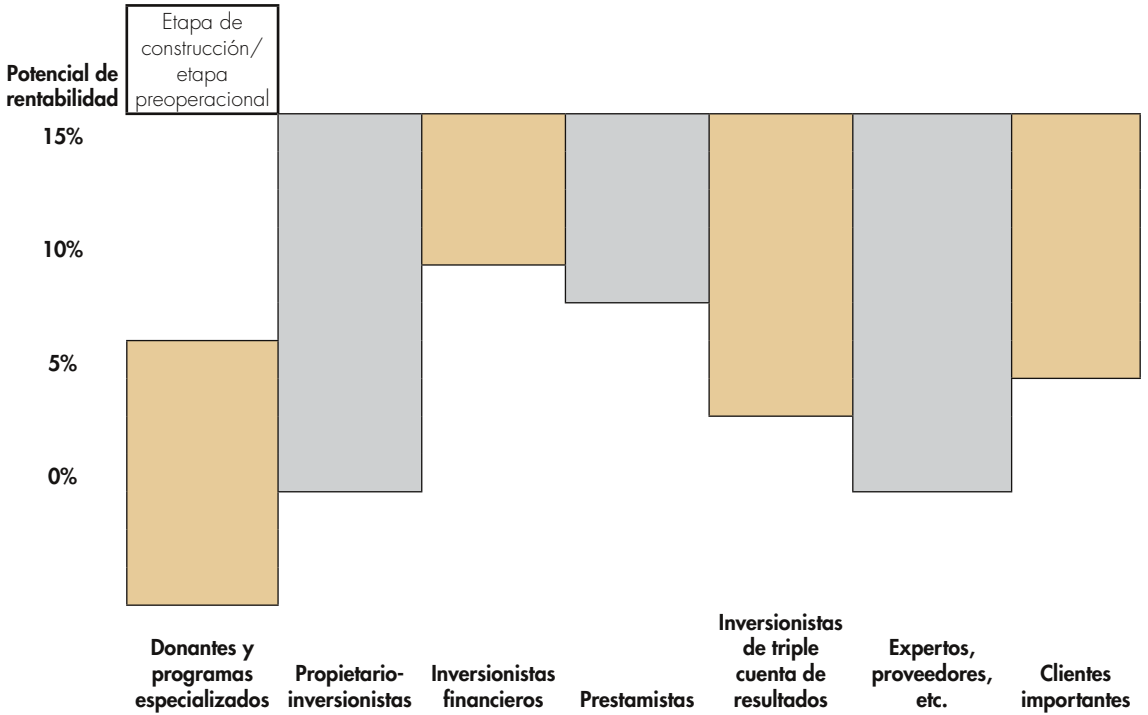 Etapa de
construcción/
etapa
preoperacional
Potencial de
rentabilidad
15%
10%
5%
0%
Donantes y
programas
especializados
Propietario-
inversionistas
Inversionistas
financieros
Prestamistas
Inversionistas
de triple
cuenta de
resultados
Expertos,
proveedores,
etc.
Clientes
importantes